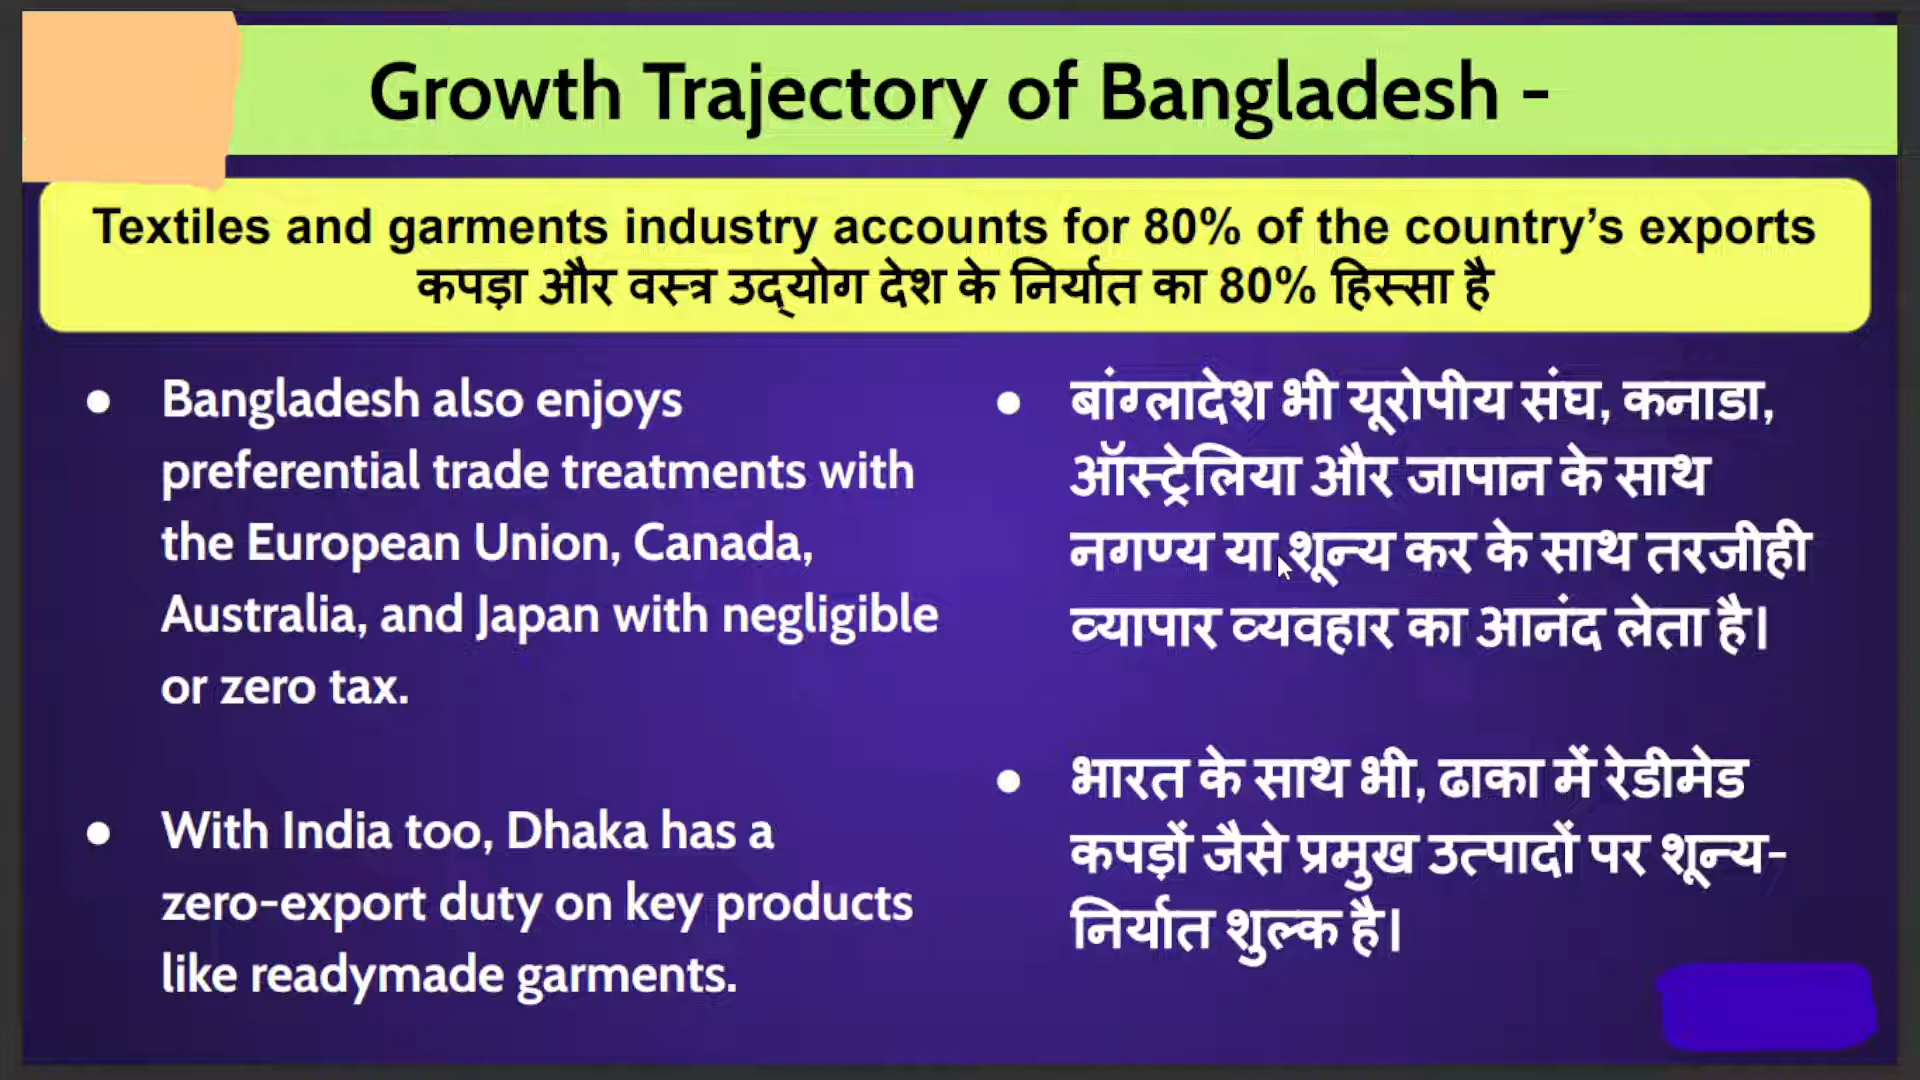 Growth Trajectory of Bangladesh -
Textiles and garments industry accounts for 80% of the country’s exports
कपड़ा और वस्त्र उद्योग देश के निर्यात का 80% हिस्सा है
● Bangladesh also enjoys
preferential trade treatments with
the European Union, Canada,
Australia, and Japan with negligible
or zero tax.
● With India too, Dhaka has a
zero-export duty on key products
like readymade garments.
● बांग्लादेश भी यूरोपीय संघ, कनाडा,
ऑस्ट्रेलिया और जापान के साथ
नगण्य या शून्य कर के साथ तरजीही
व्यापार व्यवहार का आनंद लेता है।
● भारत के साथ भी, ढाका में रेडीमेड
कपड़ों जैसे प्रमुख उत्पादों पर शून्य-
निर्यात शुल्क है।